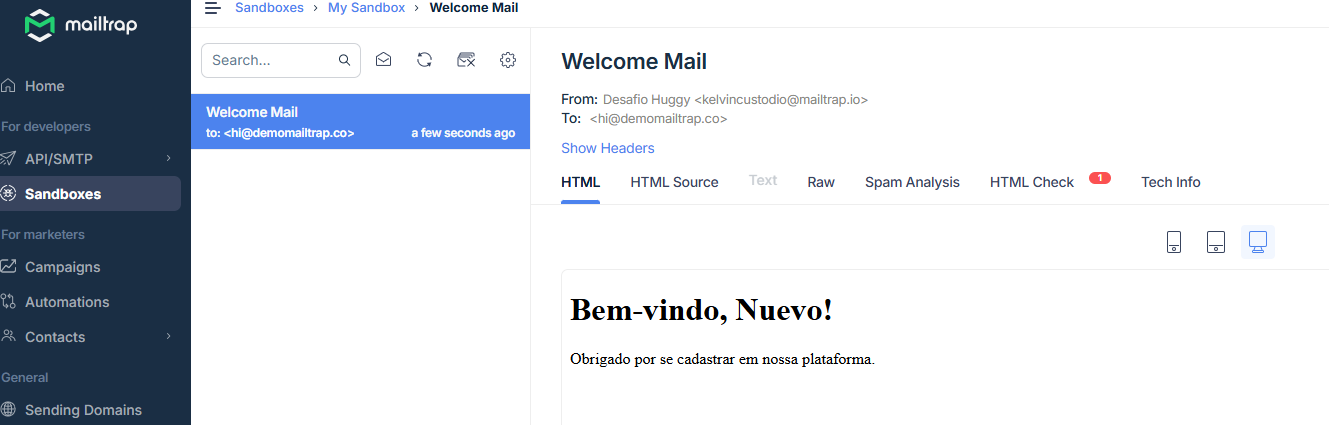 mailtrap
Home
For developers
API/SMTP
Sandboxes
For marketers
Campaigns
Automations
Contacts
General
Sending Domains
Sandboxes › My Sandbox › Welcome Mail
Search...
Welcome Mail
to: <hi@demomailtrap.co> a few seconds ago
Welcome Mail
From: Desafio Huggy <kelvincustodio@mailtrap.io>
To: <hi@demomailtrap.co>
Show Headers
HTML HTML Source Text Raw Spam Analysis HTML Check 1 Tech Info
Bem-vindo, Nuevo!
Obrigado por se cadastrar em nossa plataforma.